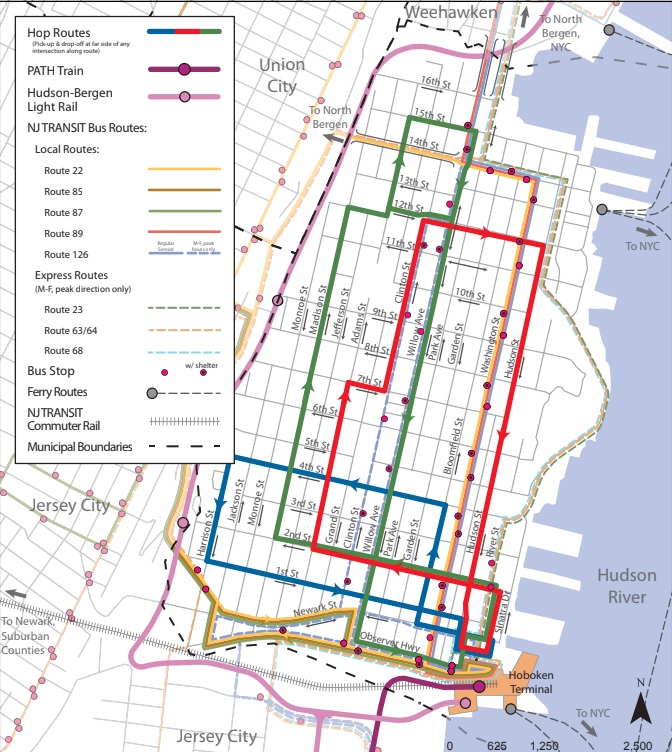 Weehawken
To North
Bergen,
NYC
Hop Routes
(Pick-up & drop-off at far side of any
intersection along route)
PATH Train
Hudson-Bergen
Light Rail
NJ TRANSIT Bus Routes:
Local Routes:
Route 22
Route 85
Route 87
Route 89
Regular
Service
M-F, peak
hours only
Route 126
Express Routes
(M-F, peak direction only)
Route 23
Route 63/64
Route 68
Bus Stop
w/ shelter
Ferry Routes
NJ TRANSIT
Commuter Rail
Municipal Boundaries
Union
City
To North
Bergen
16th St
15th St
14th St
13th St
12th St
11th St
10th St
9th St
8th St
7th St
6th St
5th St
4th St
3rd St
2nd St
1st St
Monroe St
Madison St
Jefferson St
Adams St
Clinton St
Willow Ave
Park Ave
Garden St
Washington St
Hudson St
Bloomfield St
Harrison St
Jackson St
Monroe St
Grand St
Clinton St
Willow Ave
Park Ave
Garden St
Hudson St
River St
Sinatra Dr
Newark St
Observer Hwy
To NYC
Jersey City
To Newark,
Suburban
Counties
Hudson
River
Hoboken
Terminal
To NYC
Jersey City
N
0 625 1,250 2,500